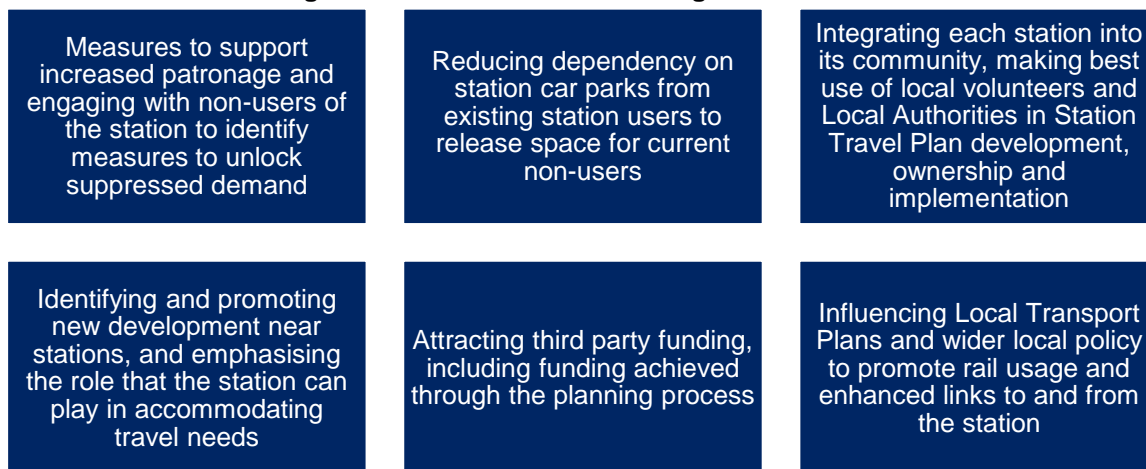 Measures to support
increased patronage and
engaging with non-users of
the station to identify
measures to unlock
suppressed demand
Reducing dependency on
station car parks from
existing station users to
release space for current
non-users
Integrating each station into
its community, making best
use of local volunteers and
Local Authorities in Station
Travel Plan development,
ownership and
implementation
Identifying and promoting
new development near
stations, and emphasising
the role that the station can
play in accommodating
travel needs
Attracting third party funding,
including funding achieved
through the planning process
Influencing Local Transport
Plans and wider local policy
to promote rail usage and
enhanced links to and from
the station